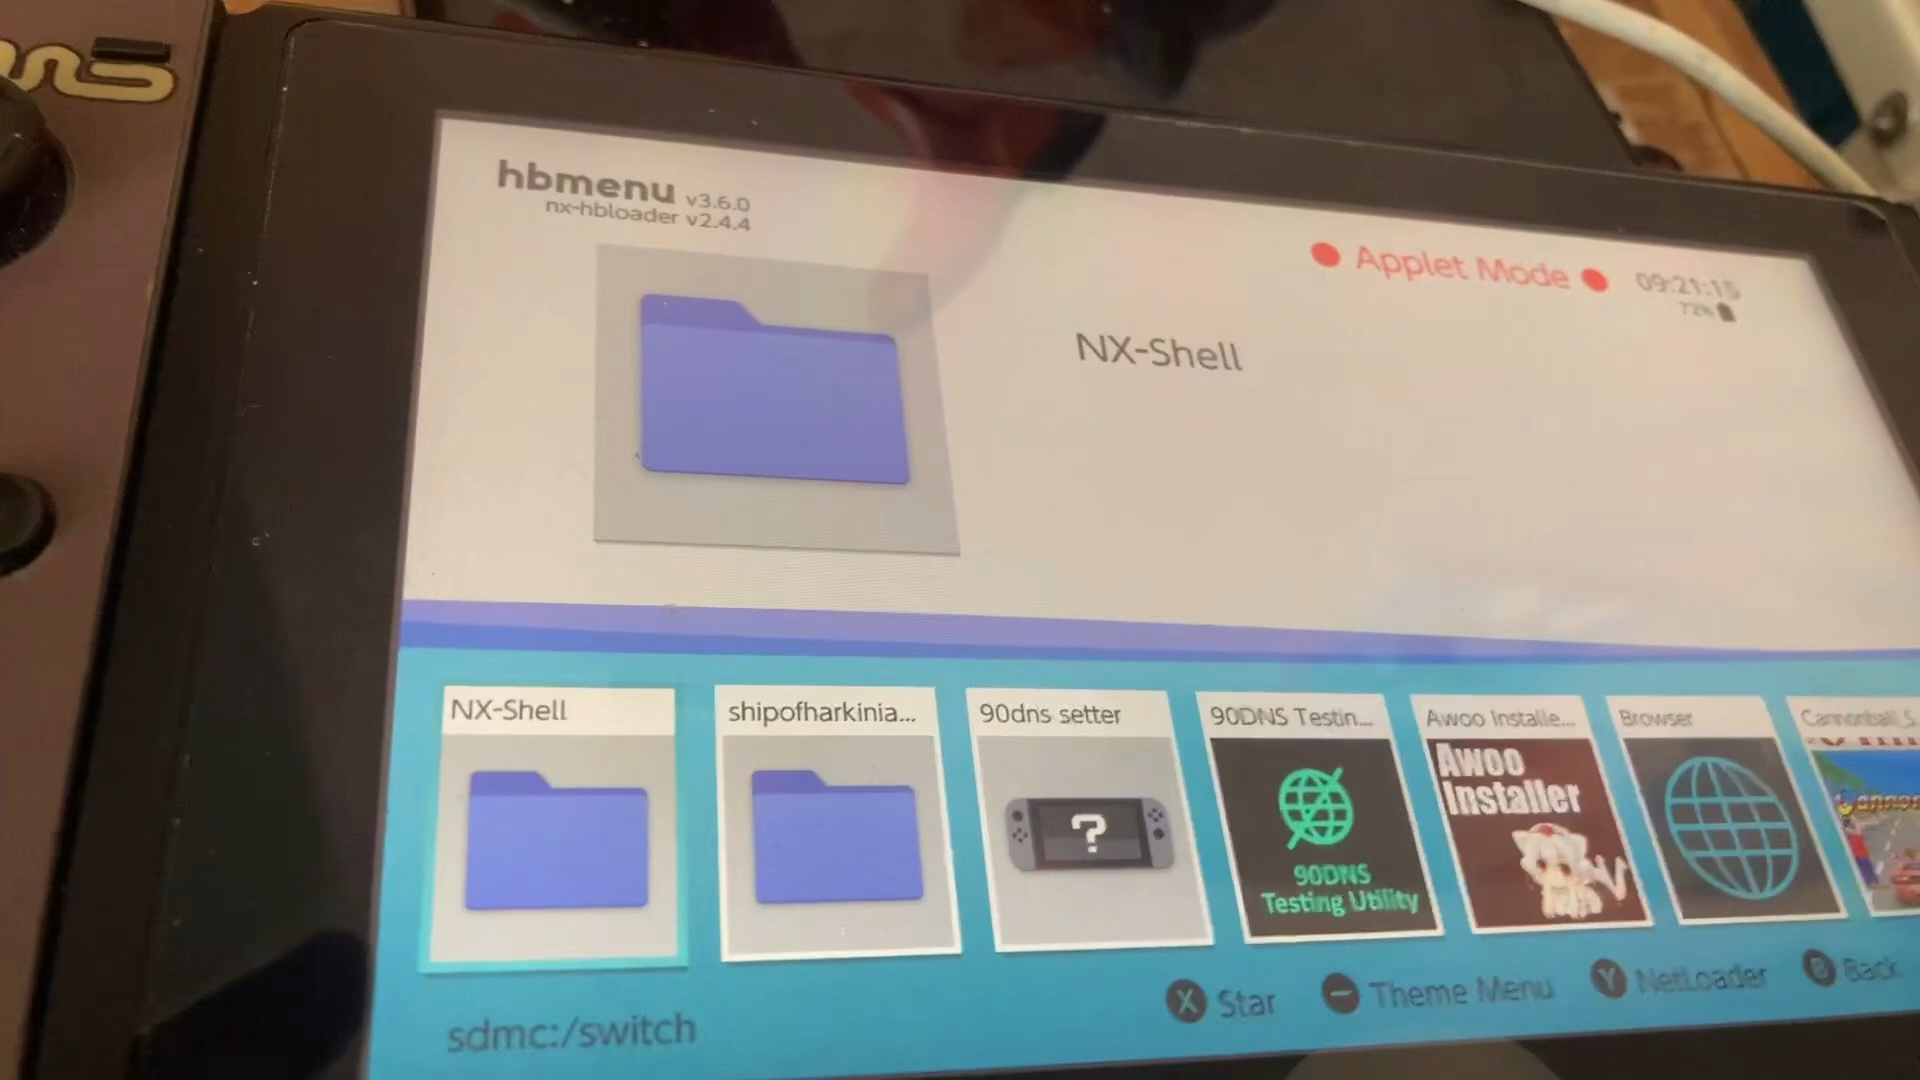 hbmenu v3.6.0
nx-hbloader v2.4.4
Applet Mode 09:21:15
72%
NX-Shell
NX-Shell
shipofharkinia...
90dns setter
90DNS Testin...
Awoo Installe...
Browser
Cannonball S
?
Awoo
Installer
90DNS
Testing Utility
sdmc:/switch
X Star
Theme Menu
Y NetLoader
B Back